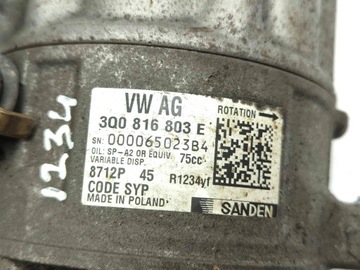 VW AG
ROTATION →
3Q0 816 803 E
SN: 000065023B4
OIL: SP-A2 OR EQUIV. 75cc
VARIABLE DISP.
8712P 45 R1234yf
CODE SYP
MADE IN POLAND
SANDEN
1234